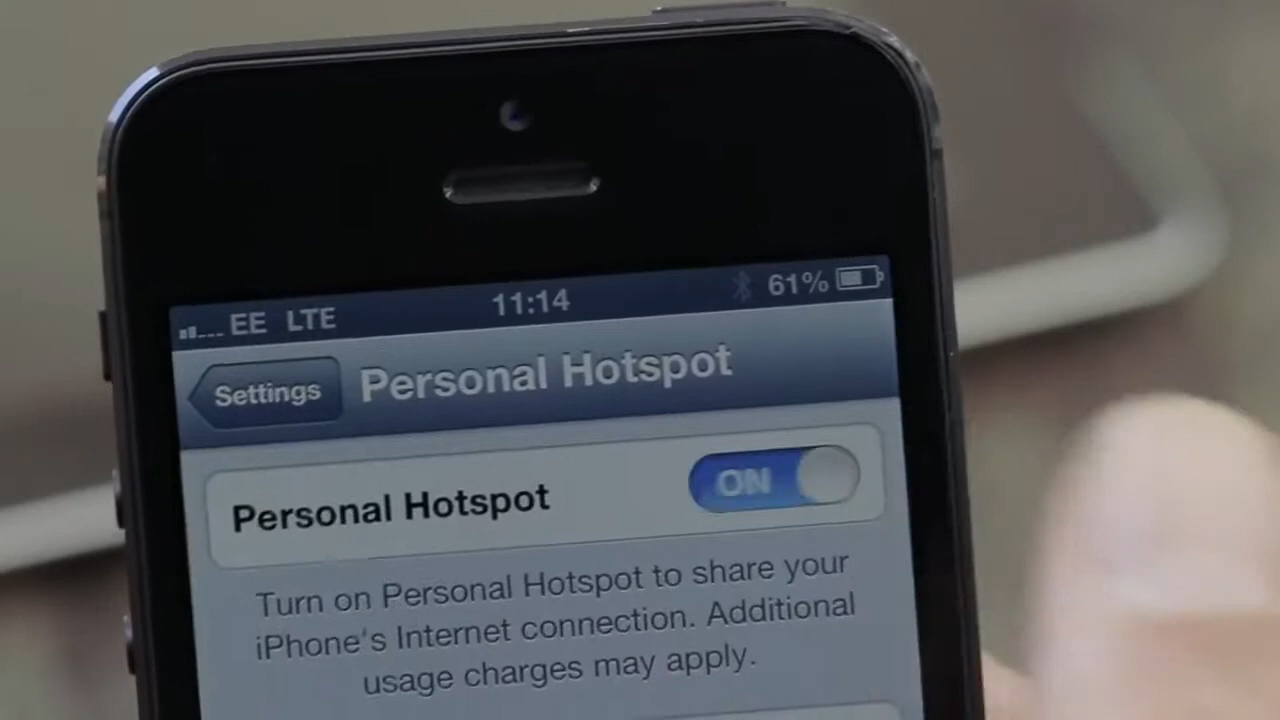 EE LTE 11:14 61%
Settings Personal Hotspot
Personal Hotspot ON
Turn on Personal Hotspot to share your
iPhone's Internet connection. Additional
usage charges may apply.